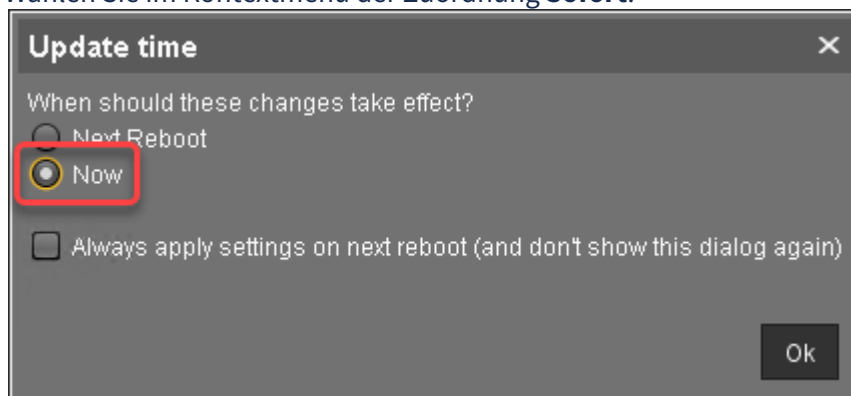 Wählen Sie im Kontextmenü der Zuordnung Sofort.
Update time
When should these changes take effect?
Next Reboot
Now
Always apply settings on next reboot (and don't show this dialog again)
Ok